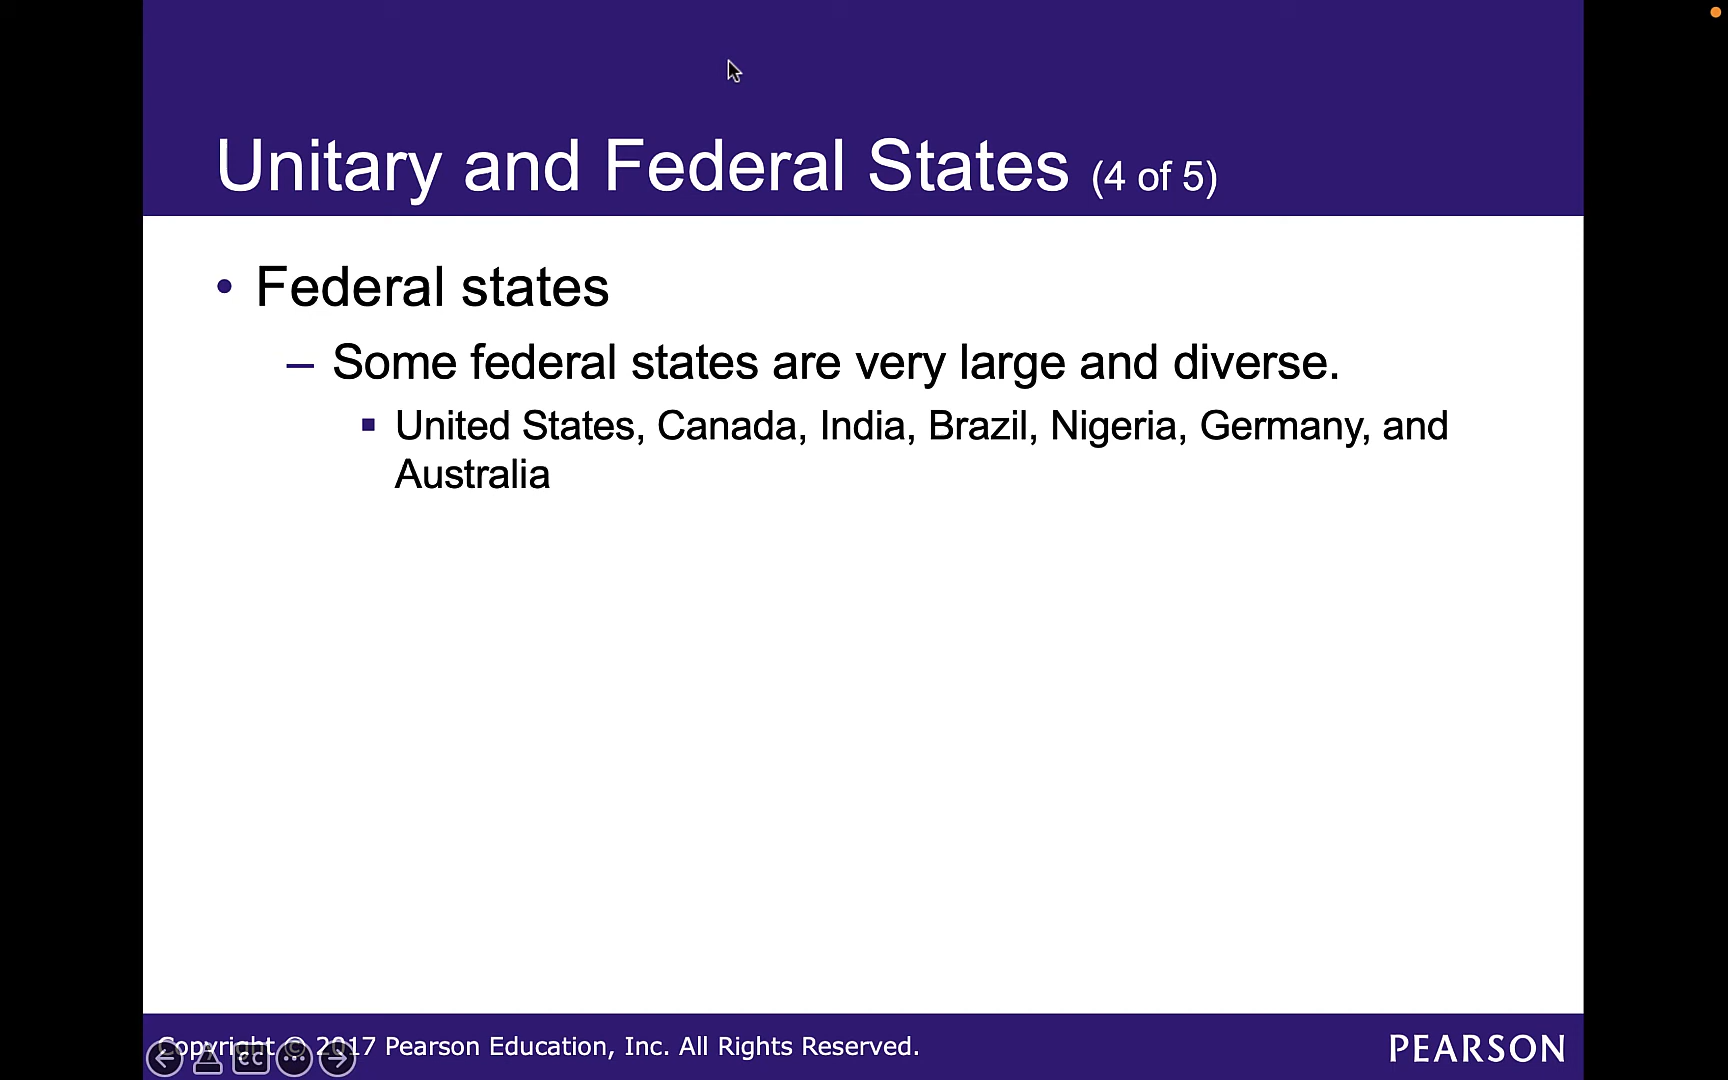 Unitary and Federal States (4 of 5)
• Federal states
– Some federal states are very large and diverse.
▪ United States, Canada, India, Brazil, Nigeria, Germany, and
Australia
Copyright © 2017 Pearson Education, Inc. All Rights Reserved.
CC
PEARSON